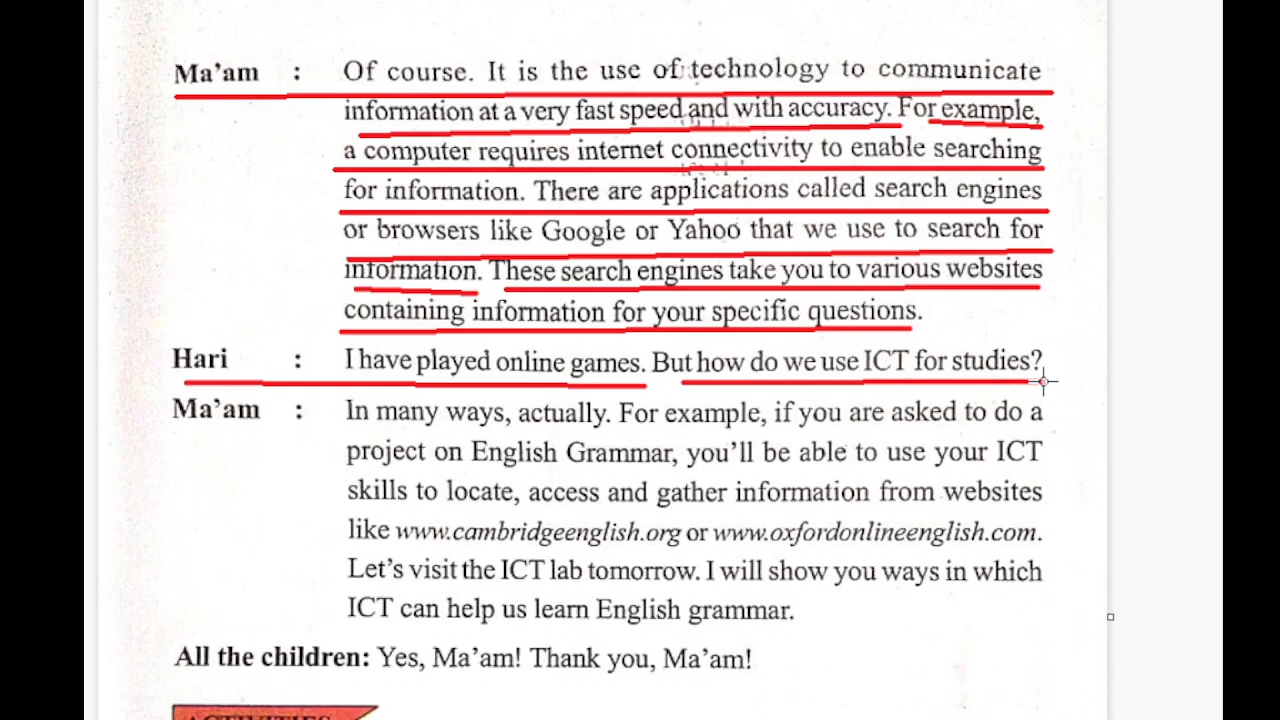 Ma’am : Of course. It is the use of technology to communicate
information at a very fast speed and with accuracy. For example,
a computer requires internet connectivity to enable searching
for information. There are applications called search engines
or browsers like Google or Yahoo that we use to search for
information. These search engines take you to various websites
containing information for your specific questions.
Hari : I have played online games. But how do we use ICT for studies?
Ma’am : In many ways, actually. For example, if you are asked to do a
project on English Grammar, you’ll be able to use your ICT
skills to locate, access and gather information from websites
like www.cambridgeenglish.org or www.oxfordonlineenglish.com.
Let’s visit the ICT lab tomorrow. I will show you ways in which
ICT can help us learn English grammar.
All the children: Yes, Ma’am! Thank you, Ma’am!
ACTIVITIES